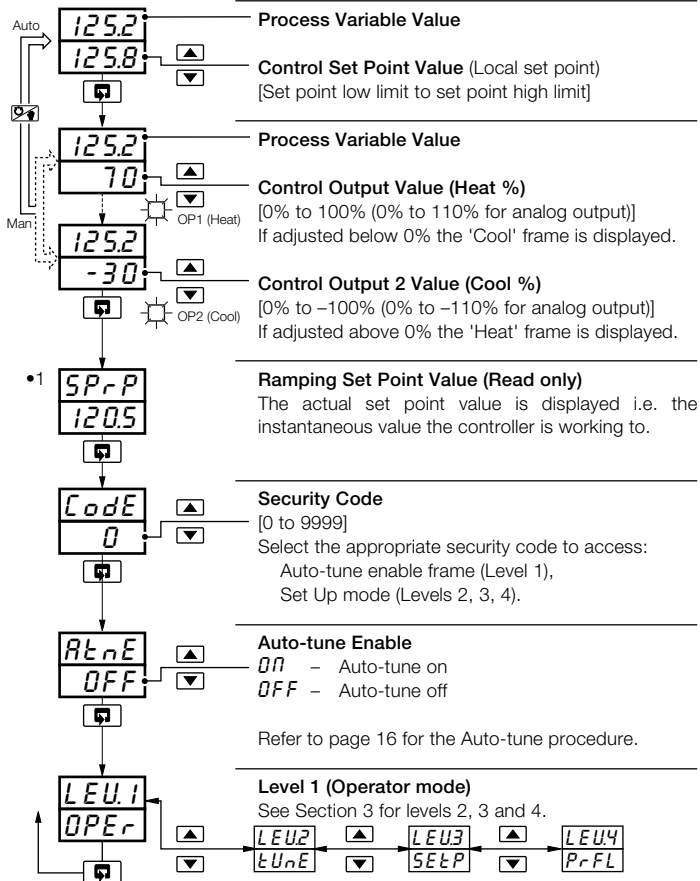 Auto
125.2
Process Variable Value
125.8
Control Set Point Value (Local set point)
[Set point low limit to set point high limit]
125.2
Process Variable Value
70
Control Output Value (Heat %)
OP1 (Heat)
[0% to 100% (0% to 110% for analog output)]
Man
If adjusted below 0% the 'Cool' frame is displayed.
125.2
-30
Control Output 2 Value (Cool %)
OP2 (Cool)
[0% to –100% (0% to –110% for analog output)]
If adjusted above 0% the 'Heat' frame is displayed.
•1
SPrP
Ramping Set Point Value (Read only)
120.5
The actual set point value is displayed i.e. the
instantaneous value the controller is working to.
CodE
Security Code
0
[0 to 9999]
Select the appropriate security code to access:
Auto-tune enable frame (Level 1),
Set Up mode (Levels 2, 3, 4).
AtnE
Auto-tune Enable
OFF
ON – Auto-tune on
OFF – Auto-tune off
Refer to page 16 for the Auto-tune procedure.
LEV.1
Level 1 (Operator mode)
OPEr
See Section 3 for levels 2, 3 and 4.
LEV.2 LEV.3 LEV.4
tUnE SEtP PrFL